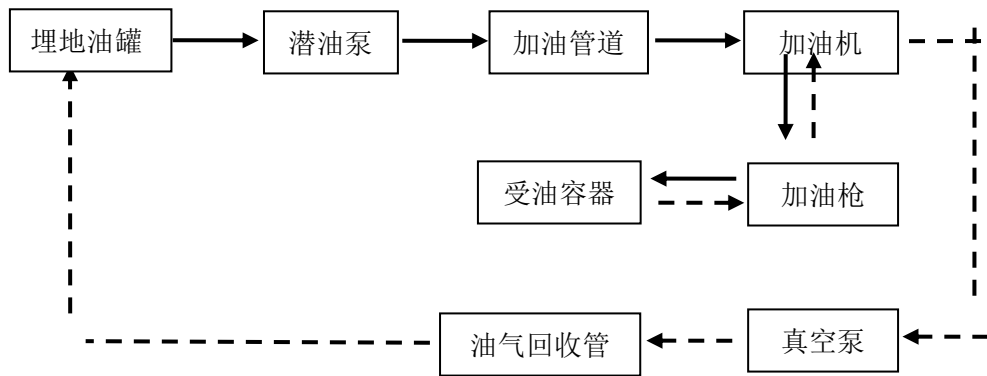 埋地油罐
潜油泵
加油管道
加油机
受油容器
加油枪
油气回收管
真空泵